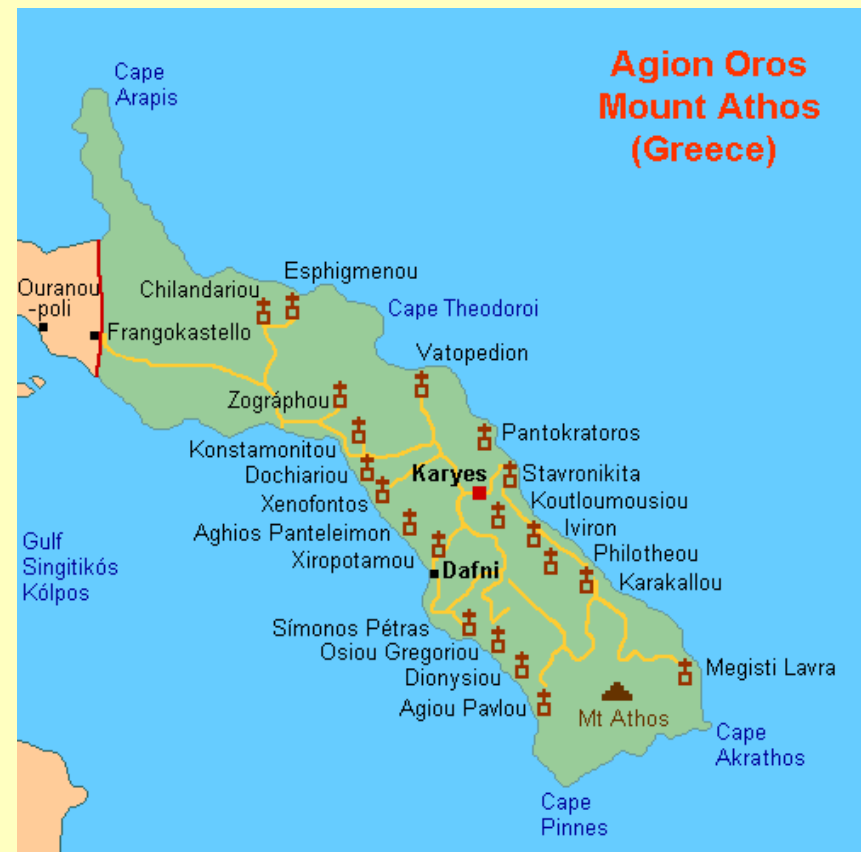 Agion Oros
Mount Athos
(Greece)
Cape
Arapis
Esphigmenou
Ouranou
-poli
Chilandariou
Cape Theodoroi
Frangokastello
Vatopedion
Zográphou
Pantokratoros
Konstamonitou
Dochiariou
Karyes
Stavronikita
Xenofontos
Koutloumousiou
Aghios Panteleimon
Iviron
Gulf
Singitikós
Kólpos
Xiropotamou
Philotheou
Dafni
Karakallou
Símonos Pétras
Osiou Gregoriou
Dionysiou
Megisti Lavra
Agiou Pavlou
Mt Athos
Cape
Akrathos
Cape
Pinnes